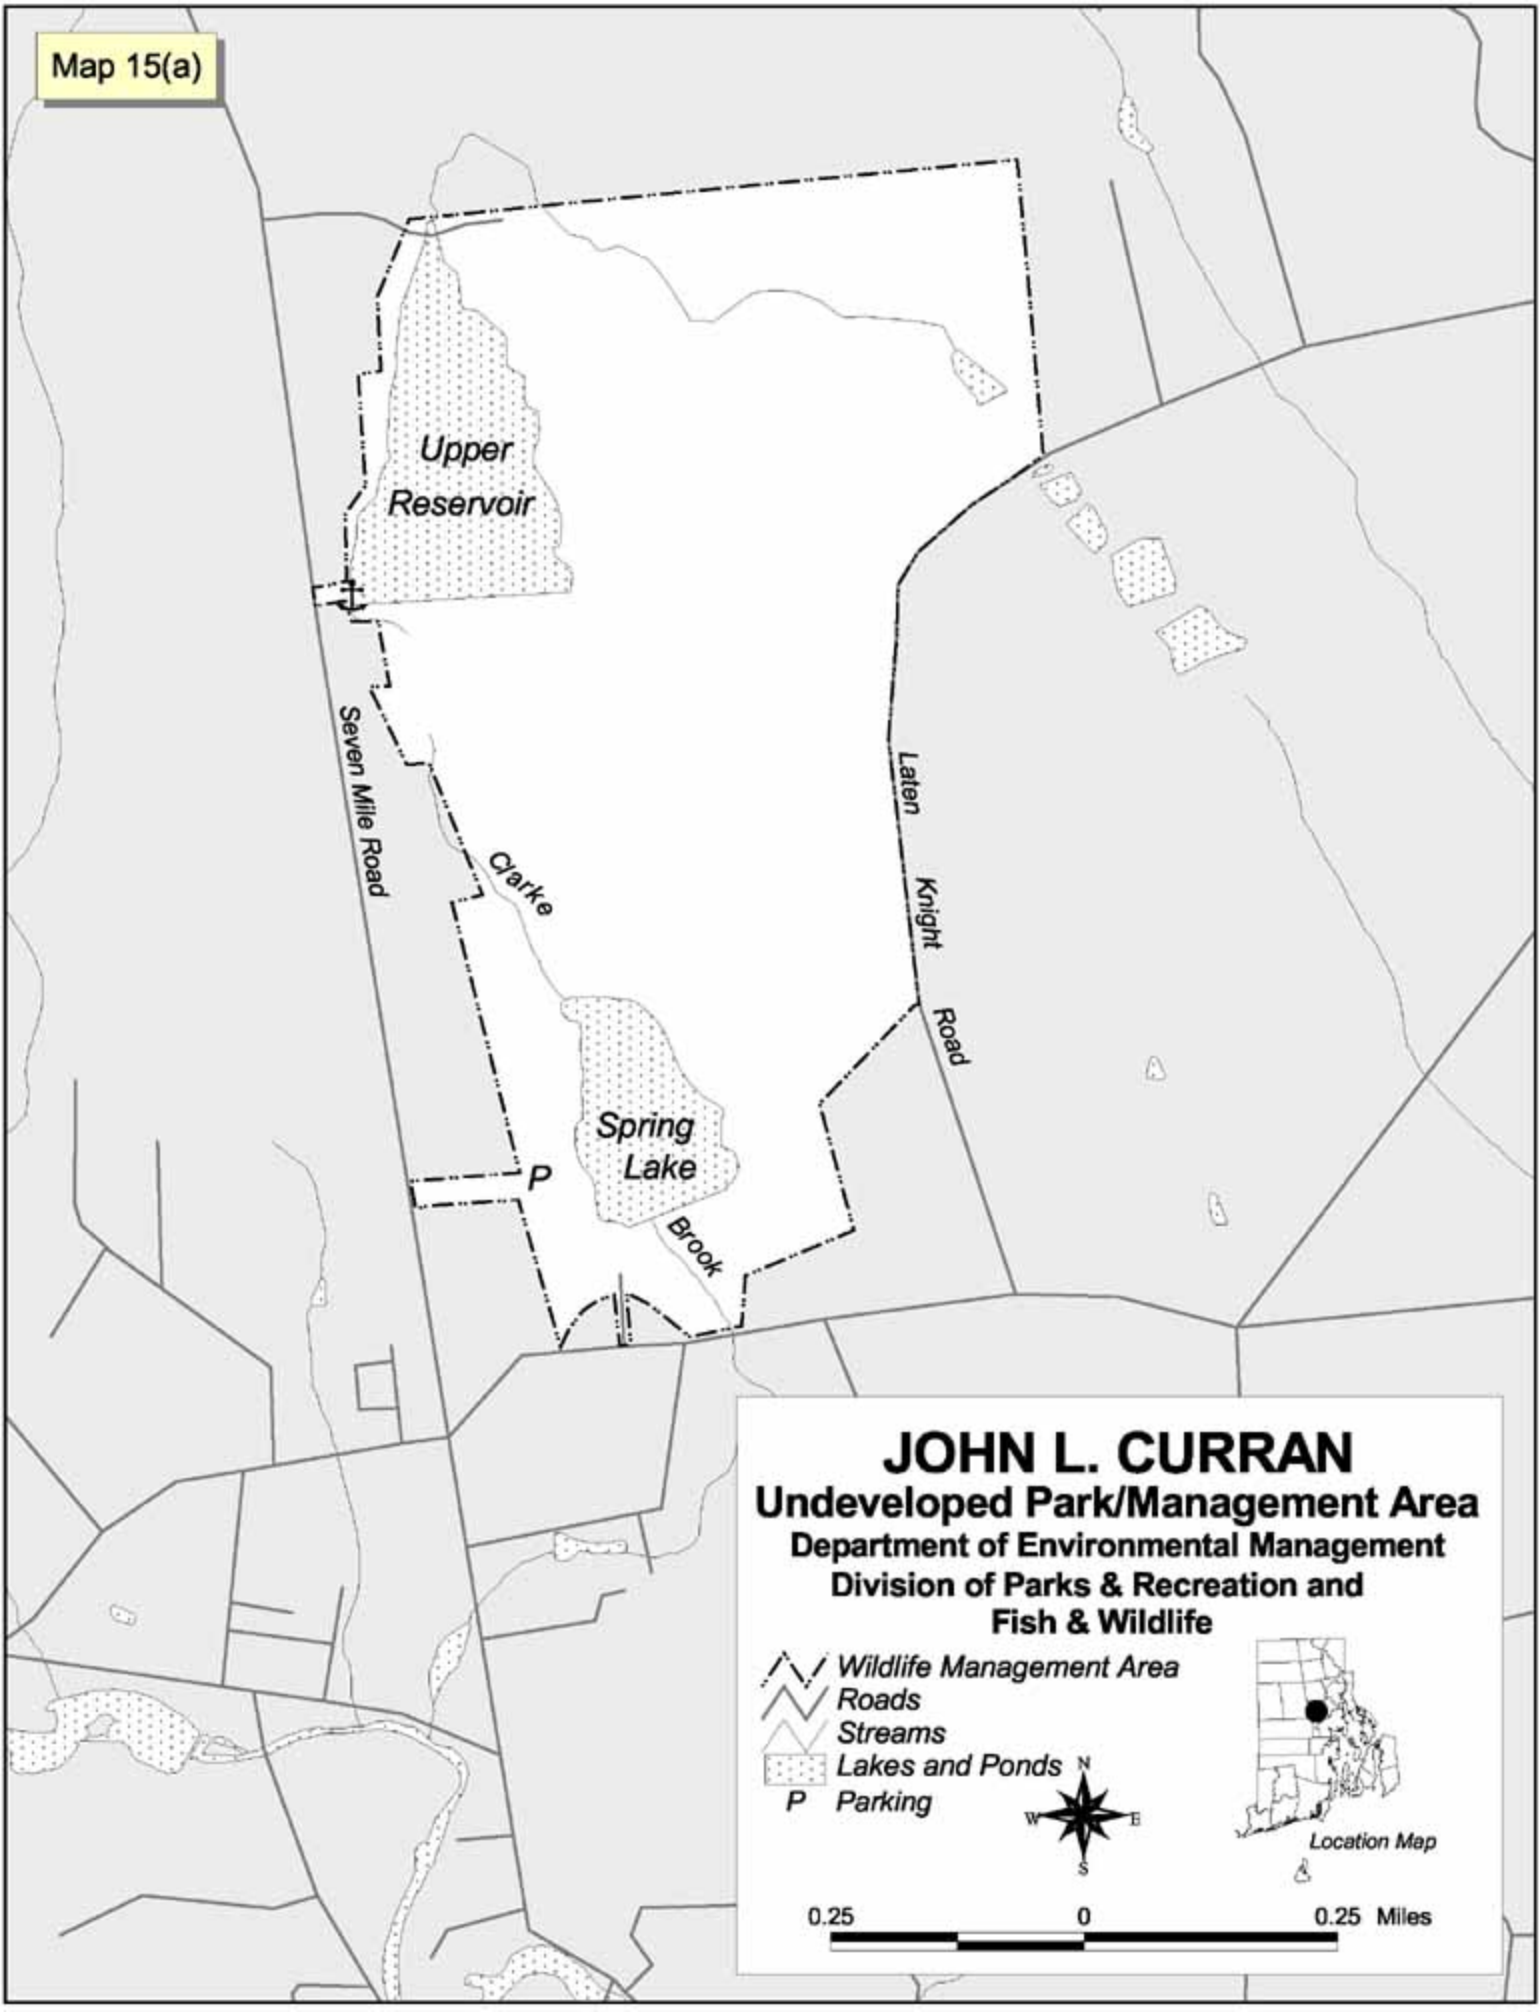 Map 15(a)
Upper
Reservoir
Seven Mile Road
Laten
Knight
Road
Clarke
Spring
Lake
P
Brook
JOHN L. CURRAN
Undeveloped Park/Management Area
Department of Environmental Management
Division of Parks & Recreation and
Fish & Wildlife
Wildlife Management Area
Roads
Streams
Lakes and Ponds
P Parking
N
W E
S
Location Map
0.25 0 0.25 Miles